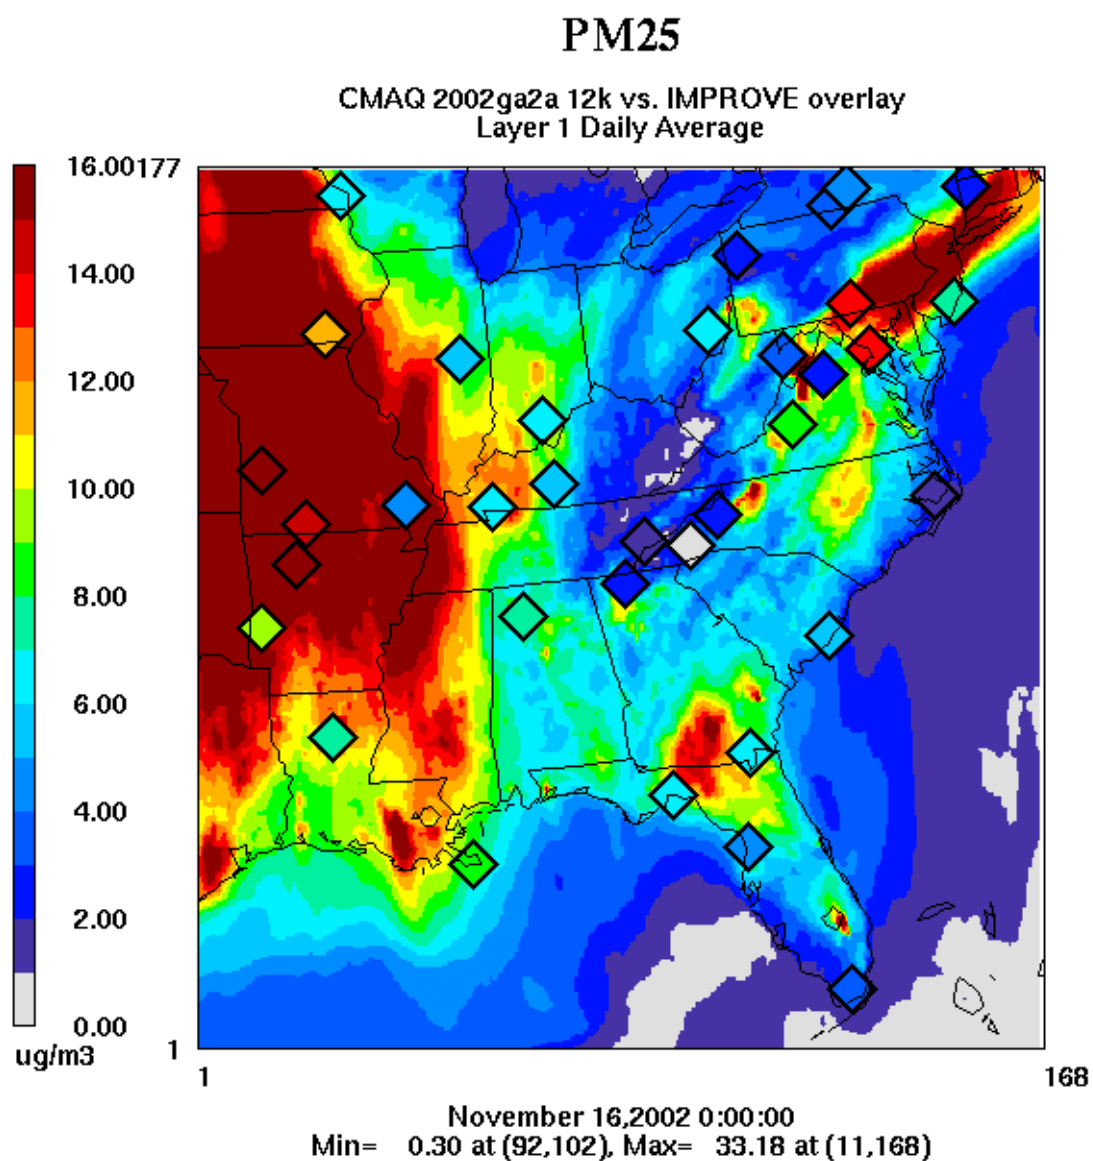 PM25
CMAQ 2002ga2a 12k vs. IMPROVE overlay
Layer 1 Daily Average
16.00
177
14.00
12.00
10.00
8.00
6.00
4.00
2.00
0.00
ug/m3
1
1
168
November 16,2002 0:00:00
Min= 0.30 at (92,102), Max= 33.18 at (11,168)